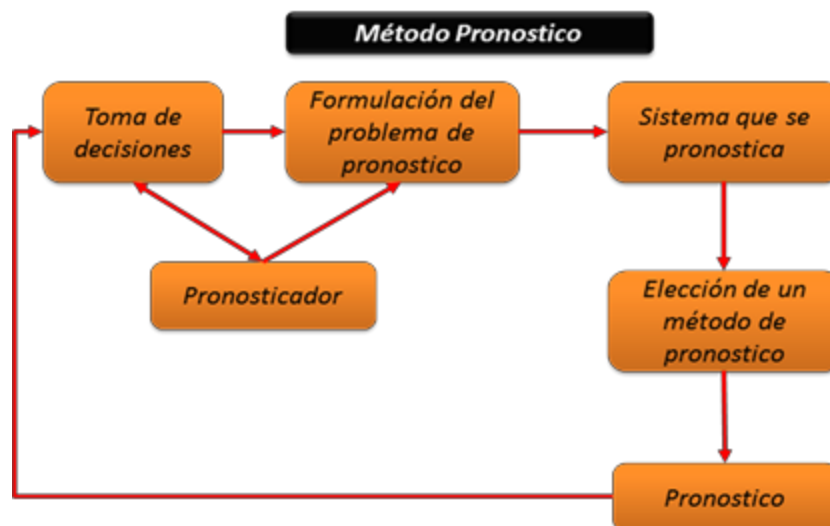 Método Pronostico
Toma de
decisiones
Formulación del
problema de
pronostico
Sistema que se
pronostica
Pronosticador
Elección de un
método de
pronostico
Pronostico